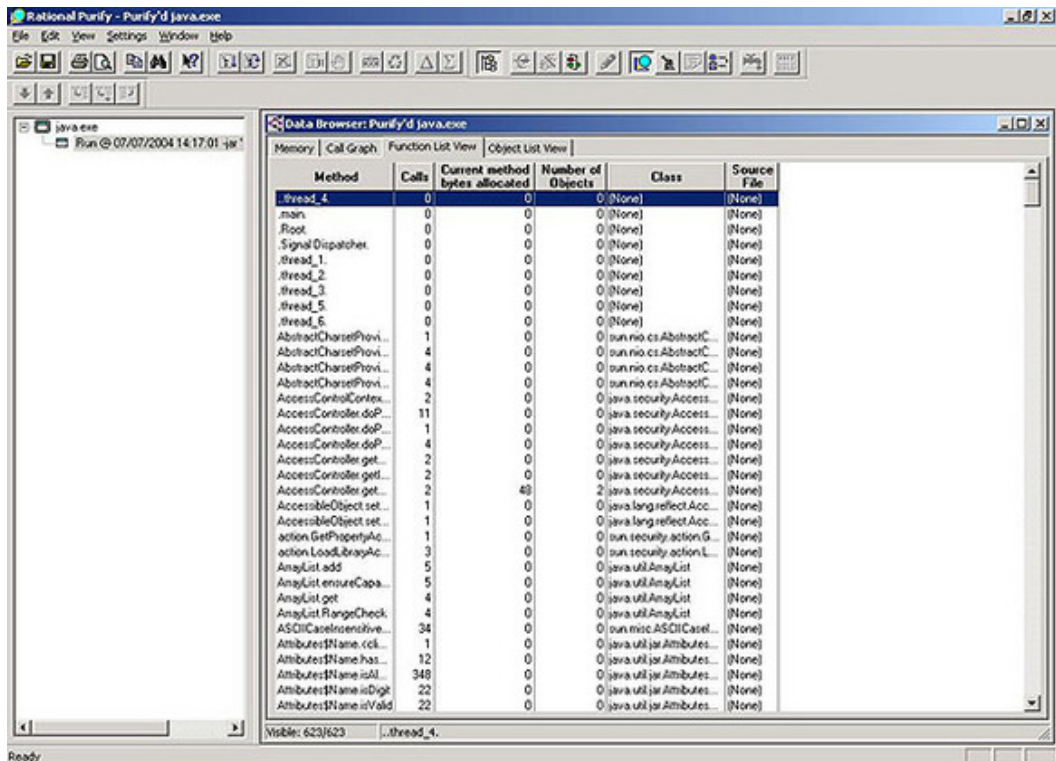 Rational Purify - Purify'd java.exe
File Edit View Settings Window Help
java.exe
Run @ 07/07/2004 14:17:01 -jar "
Data Browser: Purify'd java.exe
Memory Call Graph Function List View Object List View
Method Calls Current method bytes allocated Number of Objects Class Source File
..thread_4. 0 0 0 (None) (None)
.main. 0 0 0 (None) (None)
.Root. 0 0 0 (None) (None)
.Signal Dispatcher. 0 0 0 (None) (None)
.thread_1. 0 0 0 (None) (None)
.thread_2. 0 0 0 (None) (None)
.thread_3. 0 0 0 (None) (None)
.thread_5. 0 0 0 (None) (None)
.thread_6. 0 0 0 (None) (None)
AbstractCharsetProvi... 1 0 0 sun.nio.cs.AbstractC... (None)
AbstractCharsetProvi... 4 0 0 sun.nio.cs.AbstractC... (None)
AbstractCharsetProvi... 4 0 0 sun.nio.cs.AbstractC... (None)
AbstractCharsetProvi... 4 0 0 sun.nio.cs.AbstractC... (None)
AccessControlContex... 2 0 0 java.security.Access... (None)
AccessController.doP... 11 0 0 java.security.Access... (None)
AccessController.doP... 1 0 0 java.security.Access... (None)
AccessController.doP... 4 0 0 java.security.Access... (None)
AccessController.get... 2 0 0 java.security.Access... (None)
AccessController.getI... 2 0 0 java.security.Access... (None)
AccessController.get... 2 48 2 java.security.Access... (None)
AccessibleObject.set... 1 0 0 java.lang.reflect.Acc... (None)
AccessibleObject.set... 1 0 0 java.lang.reflect.Acc... (None)
action.GetPropertyAc... 1 0 0 sun.security.action.G... (None)
action.LoadLibraryAc... 3 0 0 sun.security.action.L... (None)
ArrayList.add 5 0 0 java.util.ArrayList (None)
ArrayList.ensureCapa... 5 0 0 java.util.ArrayList (None)
ArrayList.get 4 0 0 java.util.ArrayList (None)
ArrayList.RangeCheck 4 0 0 java.util.ArrayList (None)
ASCIICaseInsensitive... 34 0 0 sun.misc.ASCIICaseI... (None)
Attributes$Name.<cli... 1 0 0 java.util.jar.Attributes... (None)
Attributes$Name.has... 12 0 0 java.util.jar.Attributes... (None)
Attributes$Name.isAl... 348 0 0 java.util.jar.Attributes... (None)
Attributes$Name.isDigit 22 0 0 java.util.jar.Attributes... (None)
Attributes$Name.isValid 22 0 0 java.util.jar.Attributes... (None)
Visible: 623/623 ..thread_4.
Ready